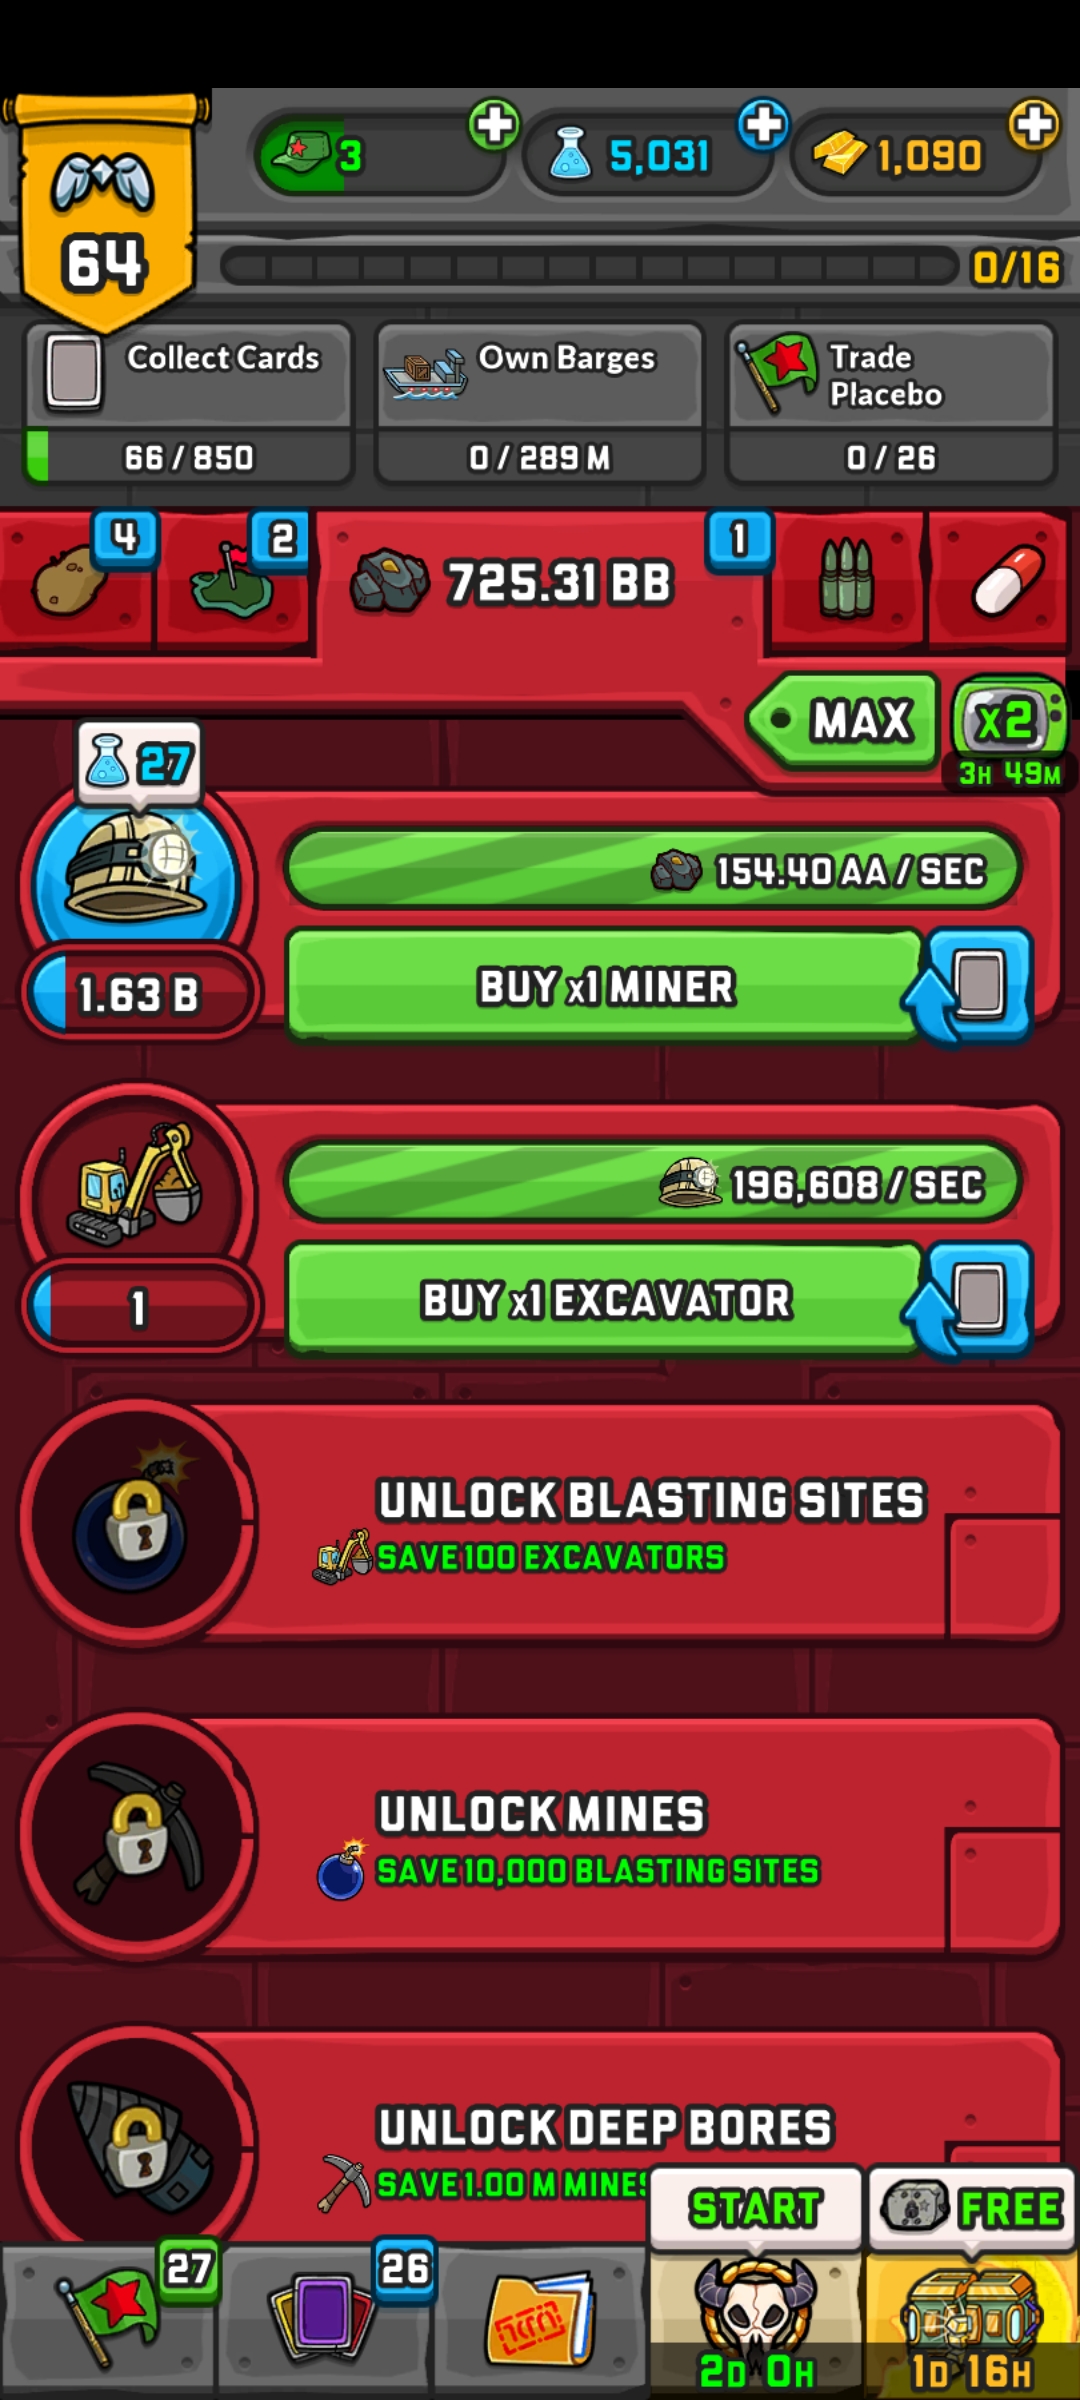 3
5,031
1,090
64
0/16
Collect Cards
66 / 850
Own Barges
0 / 289 M
Trade
Placebo
0 / 26
4
2
725.31 BB
1
MAX
x2
3H 49M
27
154.40 AA / SEC
BUY x1 MINER
1.63 B
196,608 / SEC
BUY x1 EXCAVATOR
1
UNLOCK BLASTING SITES
SAVE 100 EXCAVATORS
UNLOCK MINES
SAVE 10,000 BLASTING SITES
UNLOCK DEEP BORES
SAVE 1.00 M MINES
START
FREE
27
26
2D 0H
1D 16H